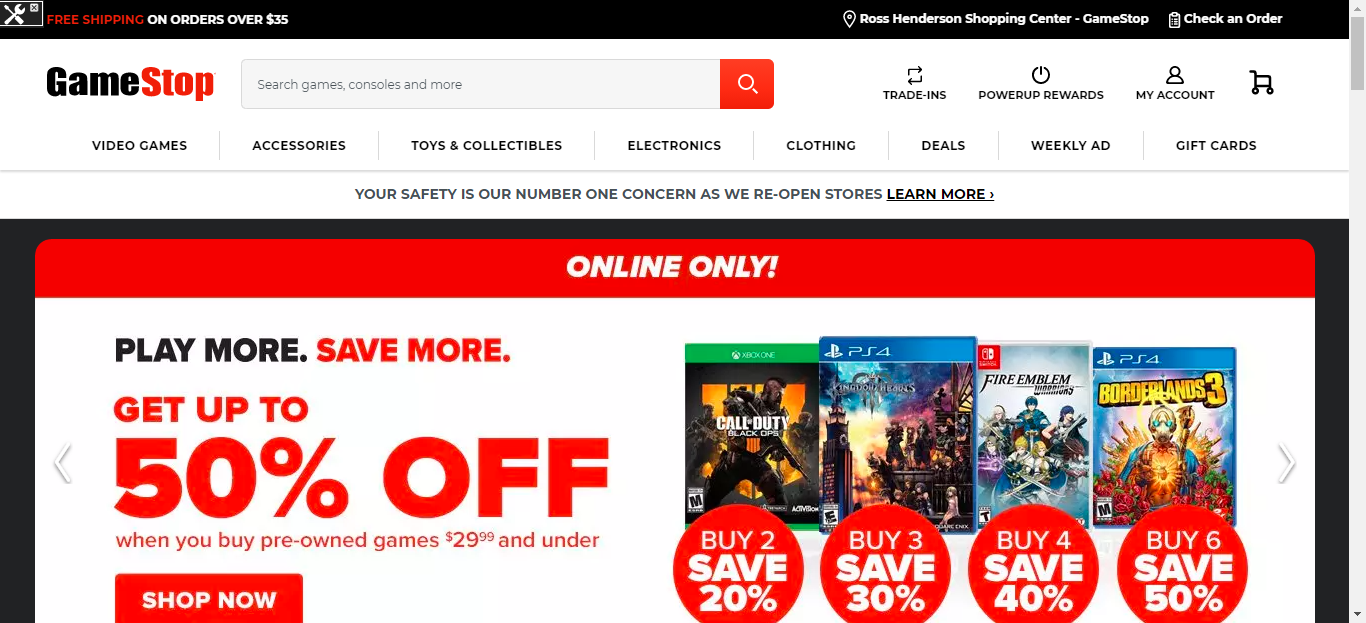 FREE SHIPPING ON ORDERS OVER $35
Ross Henderson Shopping Center - GameStop
Check an Order
GameStop
Search games, consoles and more
TRADE-INS
POWERUP REWARDS
MY ACCOUNT
VIDEO GAMES
ACCESSORIES
TOYS & COLLECTIBLES
ELECTRONICS
CLOTHING
DEALS
WEEKLY AD
GIFT CARDS
YOUR SAFETY IS OUR NUMBER ONE CONCERN AS WE RE-OPEN STORES LEARN MORE ›
ONLINE ONLY!
PLAY MORE. SAVE MORE.
GET UP TO
50% OFF
when you buy pre-owned games $29⁹⁹ and under
SHOP NOW
XBOX ONE
CALL OF DUTY
BLACK OPS
IIII
M
ACTIVISION
PS4
KINGDOM HEARTS
E
SQUARE ENIX
FIRE EMBLEM
WARRIORS
T
PS4
BORDERLANDS 3
M
BUY 2
SAVE
20%
BUY 3
SAVE
30%
BUY 4
SAVE
40%
BUY 6
SAVE
50%